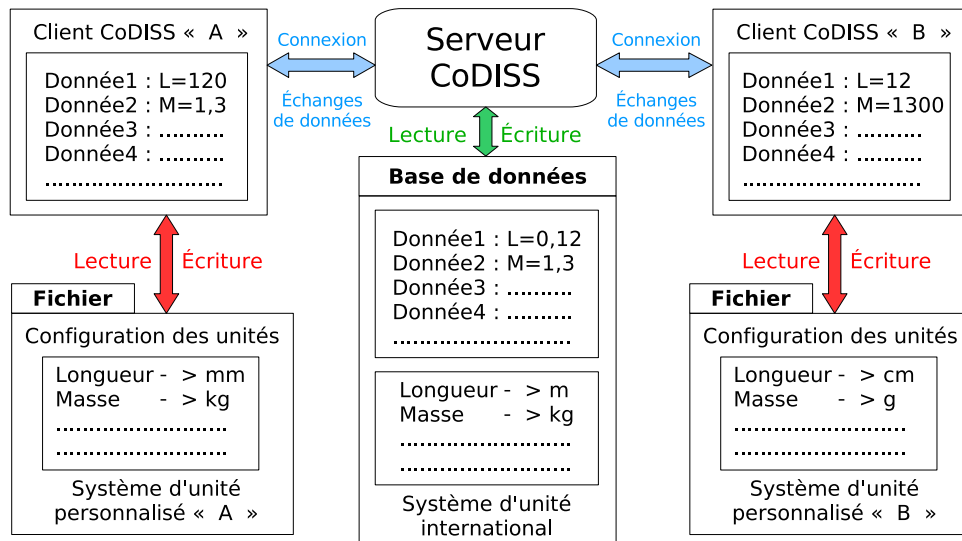 Client CoDISS « A »
Donnée1 : L=120
Donnée2 : M=1,3
Donnée3 : ..........
Donnée4 : ..........
............................
Connexion
Échanges
de données
Serveur
CoDISS
Connexion
Échanges
de données
Client CoDISS « B »
Donnée1 : L=12
Donnée2 : M=1300
Donnée3 : ..........
Donnée4 : ..........
............................
Lecture Écriture
Base de données
Donnée1 : L=0,12
Donnée2 : M=1,3
Donnée3 : ..........
Donnée4 : ..........
............................
Longueur - > m
Masse - > kg
...........................
...........................
Système d'unité
international
Lecture Écriture
Fichier
Configuration des unités
Longueur - > mm
Masse - > kg
...........................
...........................
Système d'unité
personnalisé « A »
Lecture Écriture
Fichier
Configuration des unités
Longueur - > cm
Masse - > g
...........................
...........................
Système d'unité
personnalisé « B »